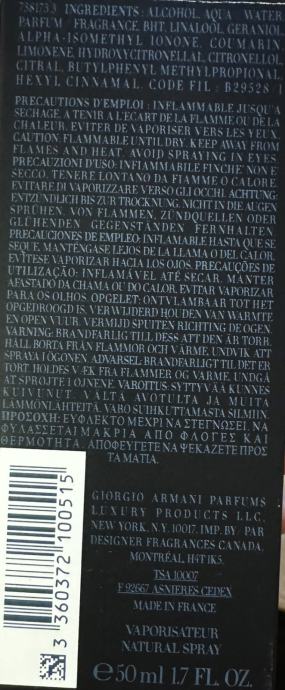 738173.3 INGREDIENTS : ALCOHOL, AQUA / WATER,
PARFUM / FRAGRANCE, BHT, LINALOOL, GERANIOL,
ALPHA-ISOMETHYL IONONE, COUMARIN,
LIMONENE, HYDROXYCITRONELLAL, CITRONELLOL,
CITRAL, BUTYLPHENYL METHYLPROPIONAL,
HEXYL CINNAMAL. CODE FIL : B29528/1
PRECAUTIONS D'EMPLOI : INFLAMMABLE JUSQU'A
SECHAGE. A TENIR A L'ECART DE LA FLAMME OU DE LA
CHALEUR. EVITER DE VAPORISER VERS LES YEUX.
CAUTION: FLAMMABLE UNTIL DRY. KEEP AWAY FROM
FLAMES AND HEAT. AVOID SPRAYING IN EYES.
PRECAUZIONI D'USO: INFIAMMABILE FINCHE' NON E'
SECCO. TENERE LONTANO DA FIAMME O CALORE.
EVITARE DI VAPORIZZARE VERSO GLI OCCHI. ACHTUNG:
ENTZÜNDLICH BIS ZUR TROCKNUNG. NICHT IN DIE AUGEN
SPRÜHEN. VON FLAMMEN, ZÜNDQUELLEN ODER
GLÜHENDEN GEGENSTÄNDEN FERNHALTEN.
PRECAUCIONES DE EMPLEO: INFLAMABLE HASTA QUE SE
SEQUE. MANTÉNGASE LEJOS DE LA LLAMA O DEL CALOR.
EVÍTESE VAPORIZAR HACIA LOS OJOS. PRECAUÇÕES DE
UTILIZAÇÃO: INFLAMÁVEL ATÉ SECAR. MANTER
AFASTADO DA CHAMA OU DO CALOR. EVITAR VAPORIZAR
PARA OS OLHOS. OPGELET: ONTVLAMBAAR TOT HET
OPGEDROOGD IS. VERWIJDERD HOUDEN VAN WARMTE
EN OPEN VUUR. VERMIJD SPUITEN RICHTING DE OGEN.
VARNING: BRANDFARLIG TILL DESS ATT DEN ÄR TORR.
HÅLL BORTA FRÅN FLAMMOR OCH VÄRME. UNDVIK ATT
SPRAYA I ÖGONEN. ADVARSEL: BRANDFARLIGT TIL DET ER
TØRT. HOLDES VÆK FRA FLAMMER OG VARME. UNDGÅ
AT SPRØJTE I ØJNENE. VAROITUS: SYTTYVÄÄ KUNNES
KUIVUNUT. VÄLTÄ AVOTULTA JA MUITA
LÄMMÖNLÄHTEITÄ. VARO SUIHKUTTAMASTA SILMIIN.
ΠΡΟΣΟΧΗ: ΕΥΦΛΕΚΤΟ ΜΕΧΡΙ ΝΑ ΣΤΕΓΝΩΣΕΙ. ΝΑ
ΦΥΛΑΣΣΕΤΑΙ ΜΑΚΡΙΑ ΑΠΟ ΦΛΟΓΕΣ ΚΑΙ
ΘΕΡΜΟΤΗΤΑ. ΑΠΟΦΕΥΓΕΤΕ ΝΑ ΨΕΚΑΖΕΤΕ ΠΡΟΣ
ΤΑ ΜΑΤΙΑ.
GIORGIO ARMANI PARFUMS
LUXURY PRODUCTS LLC,
NEW YORK, N.Y. 10017. IMP. BY / PAR
DESIGNER FRAGRANCES CANADA,
MONTRÉAL, H4T 1K5.
TSA 10007
F 92667 ASNIERES CEDEX
MADE IN FRANCE
VAPORISATEUR
NATURAL SPRAY
e 50 ml 1.7 FL. OZ.
3 360372 100515